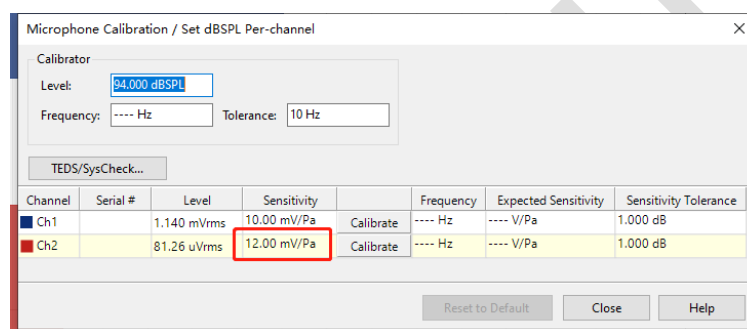 Microphone Calibration / Set dBSPL Per-channel
Calibrator
Level: 94.000 dBSPL
Frequency: ---- Hz Tolerance: 10 Hz
TEDS/SysCheck...
Channel Serial # Level Sensitivity Frequency Expected Sensitivity Sensitivity Tolerance
Ch1 1.140 mVrms 10.00 mV/Pa Calibrate ---- Hz ---- V/Pa 1.000 dB
Ch2 81.26 uVrms 12.00 mV/Pa Calibrate ---- Hz ---- V/Pa 1.000 dB
Reset to Default Close Help